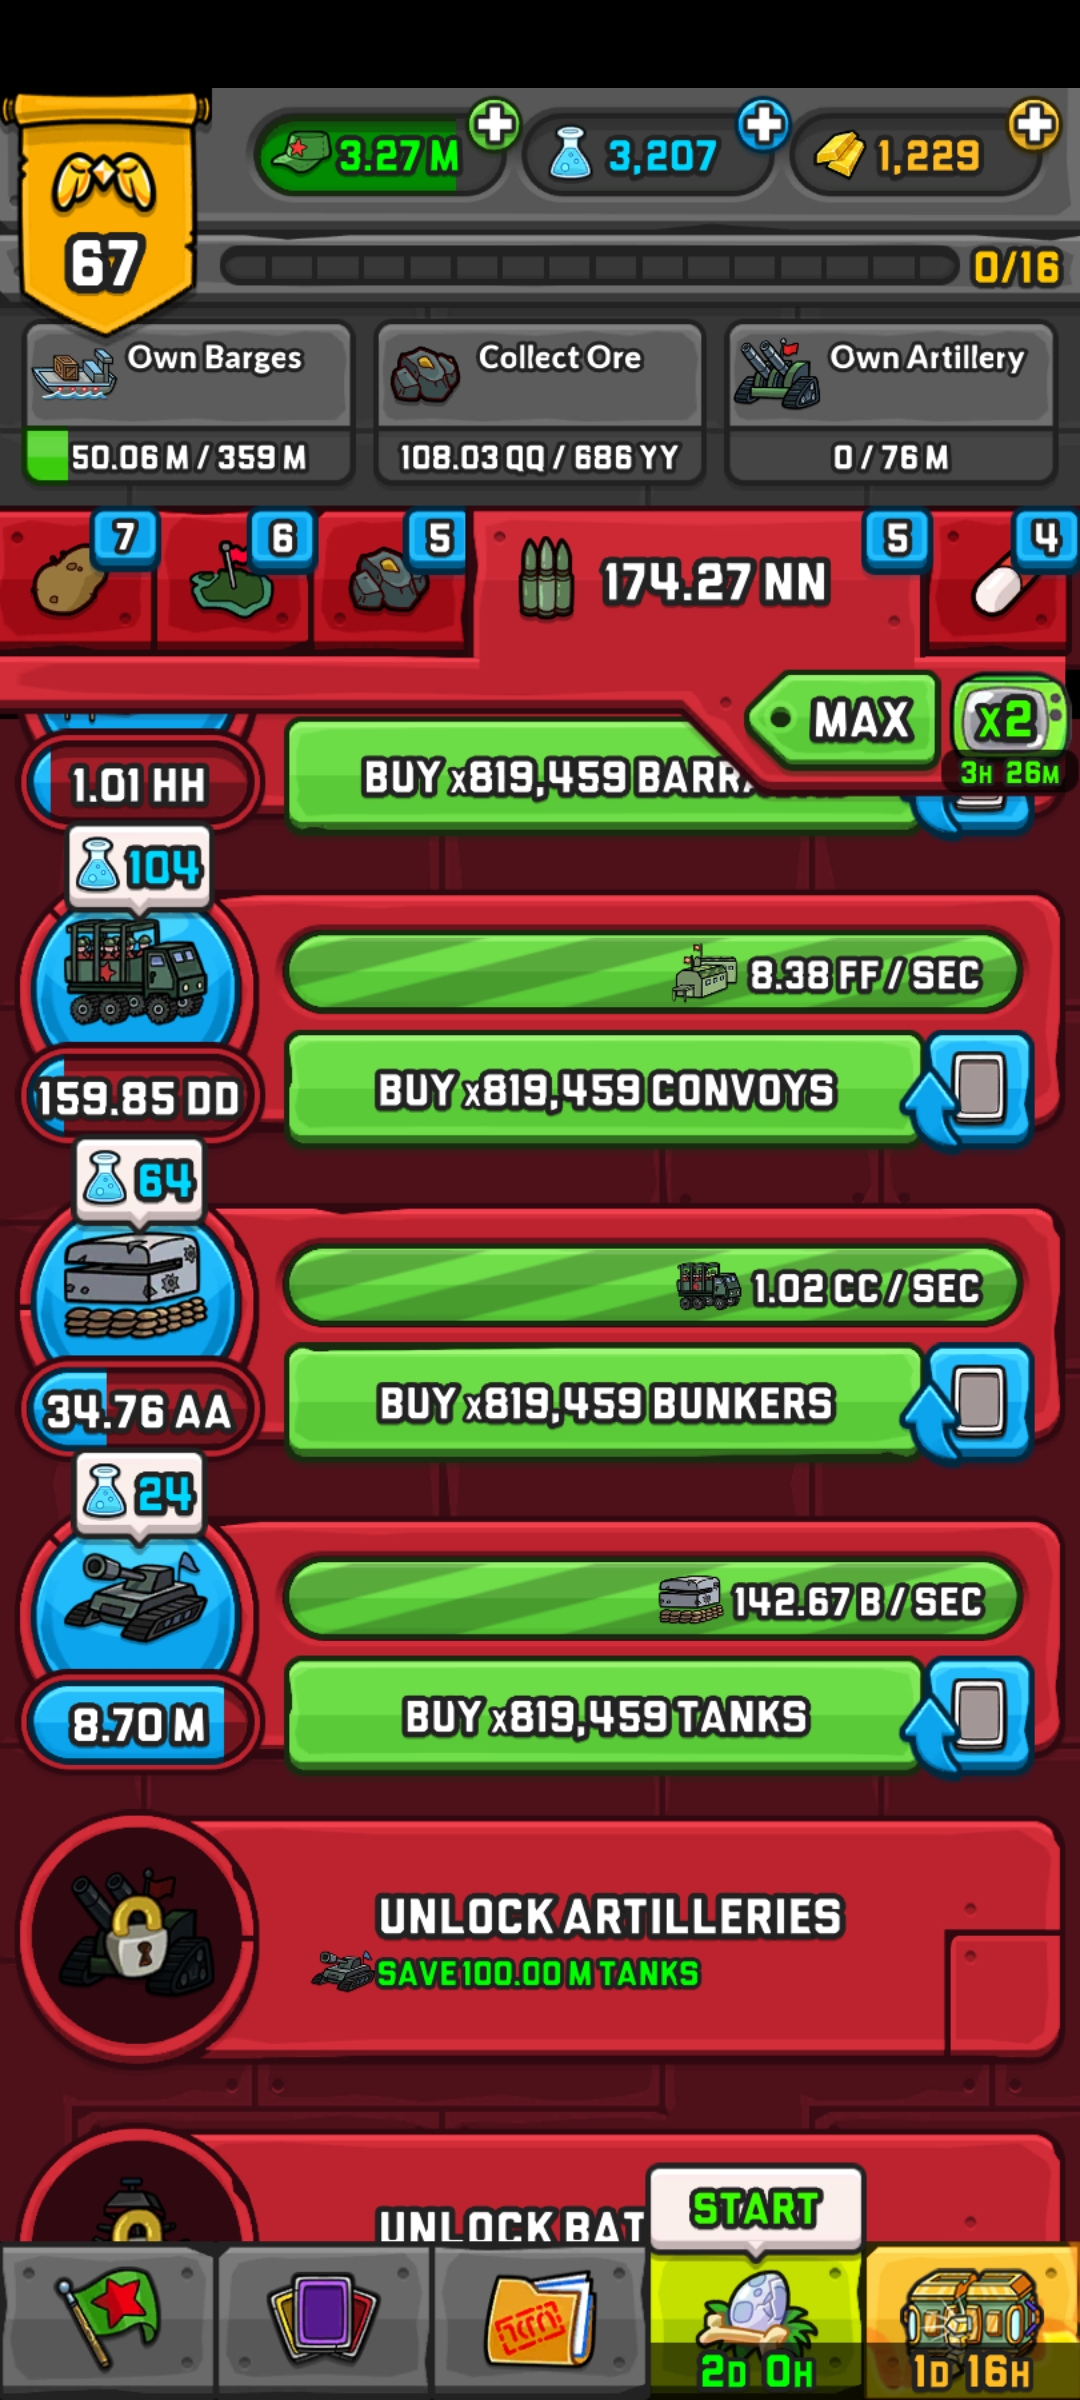 3.27 M
3,207
1,229
67
0/16
Own Barges
Collect Ore
Own Artillery
50.06 M / 359 M
108.03 QQ / 686 YY
0 / 76 M
7
6
5
174.27 NN
5
4
MAX
x2
3H 26M
1.01 HH
BUY x819,459
104
8.38 FF / SEC
159.85 DD
BUY x819,459 CONVOYS
64
1.02 CC / SEC
34.76 AA
BUY x819,459 BUNKERS
24
142.67 B / SEC
8.70 M
BUY x819,459 TANKS
UNLOCK ARTILLERIES
SAVE 100.00 M TANKS
UNLOCK
START
2D 0H
1D 16H